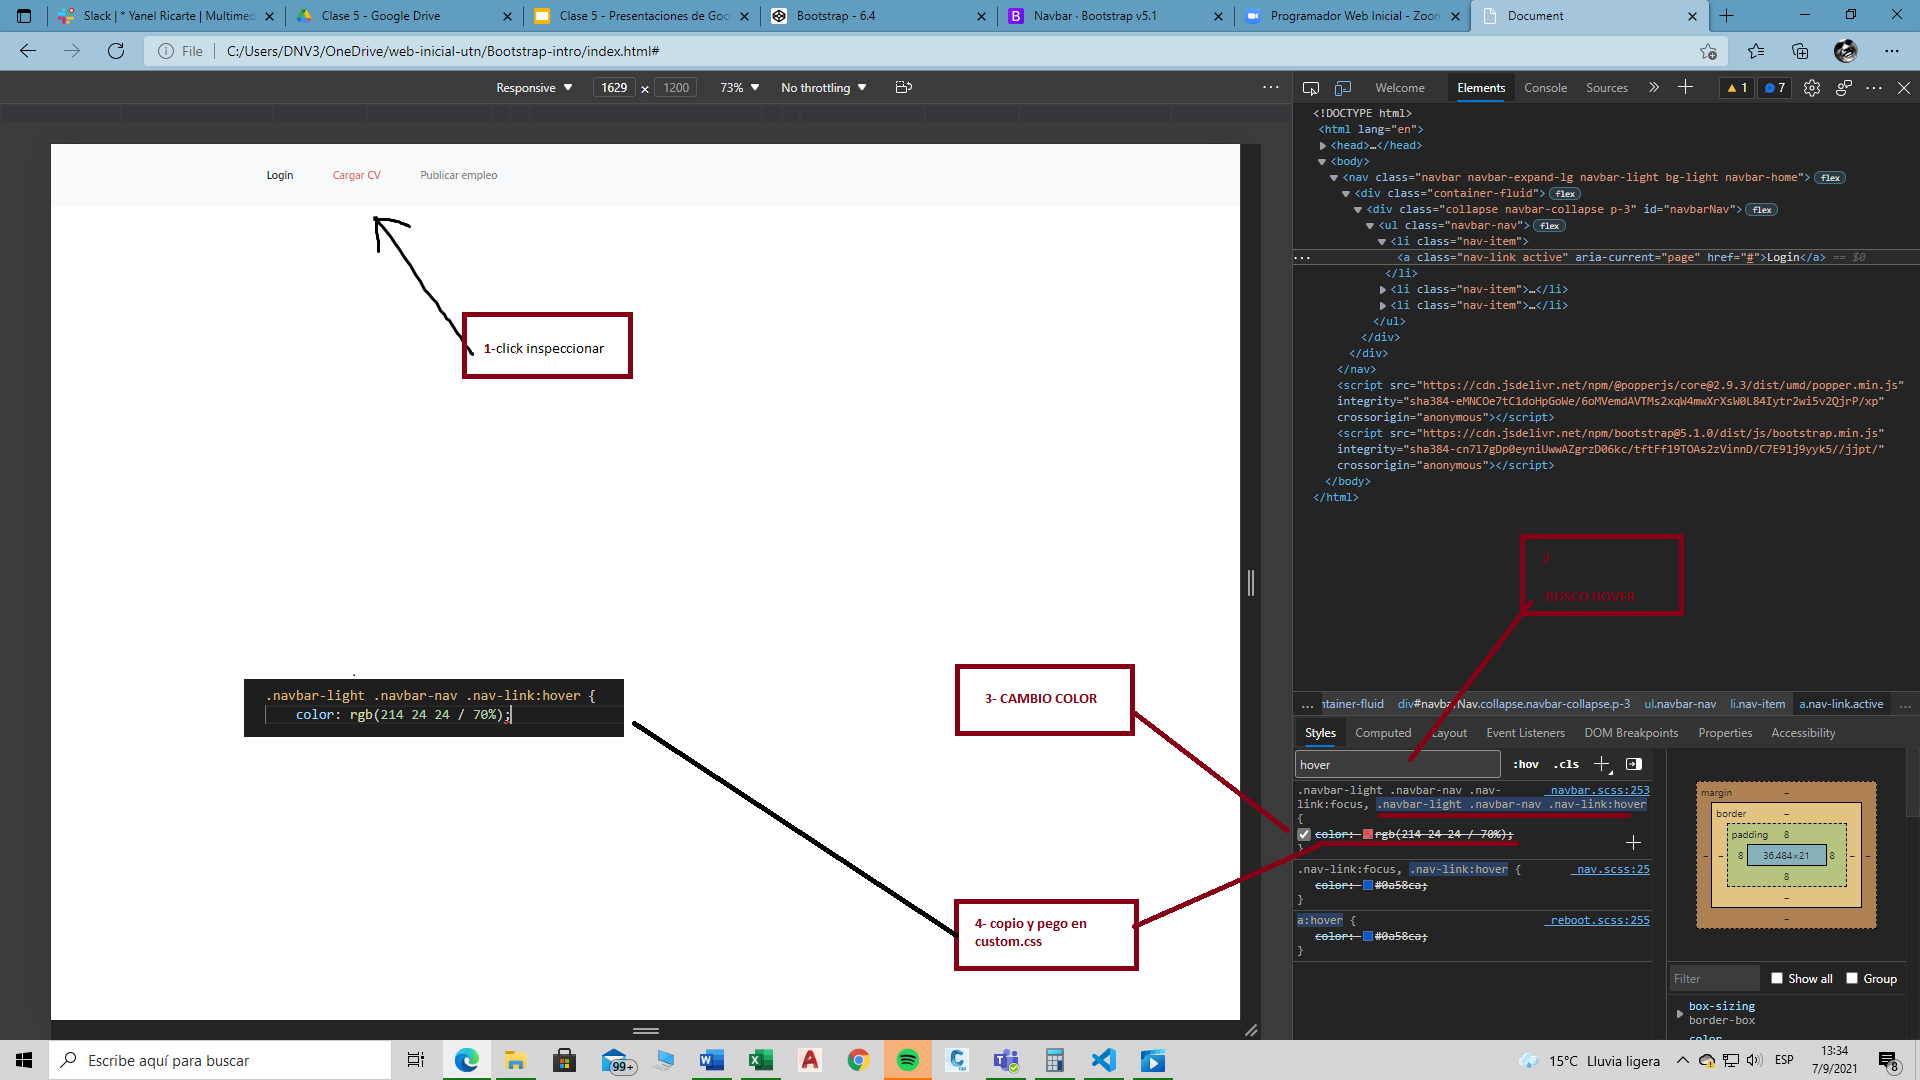 Slack | * Yanel Ricarte | Multimed
Clase 5 - Google Drive
Clase 5 - Presentaciones de Goo
Bootstrap - 6.4
Navbar · Bootstrap v5.1
Programador Web Inicial - Zoom
Document
File
C:/Users/DNV3/OneDrive/web-inicial-utn/Bootstrap-intro/index.html#
Responsive
1629 x 1200
73%
No throttling
Welcome
Elements
Console
Sources
1
7
Login
Cargar CV
Publicar empleo
1-click inspeccionar
.navbar-light .navbar-nav .nav-link:hover {
color: rgb(214 24 24 / 70%);
3- CAMBIO COLOR
4- copio y pego en
custom.css
<!DOCTYPE html>
<html lang="en">
<head>…</head>
<body>
<nav class="navbar navbar-expand-lg navbar-light bg-light navbar-home"> flex
<div class="container-fluid"> flex
<div class="collapse navbar-collapse p-3" id="navbarNav"> flex
<ul class="navbar-nav"> flex
<li class="nav-item">
<a class="nav-link active" aria-current="page" href="#">Login</a> == $0
</li>
<li class="nav-item">…</li>
<li class="nav-item">…</li>
</ul>
</div>
</div>
</nav>
<script src="https://cdn.jsdelivr.net/npm/@popperjs/core@2.9.3/dist/umd/popper.min.js"
integrity="sha384-eMNCOe7tC1doHpGoWe/6oMVemdAVTMs2xqW4mwXrXsW0L84Iytr2wi5v2QjrP/xp"
crossorigin="anonymous"></script>
<script src="https://cdn.jsdelivr.net/npm/bootstrap@5.1.0/dist/js/bootstrap.min.js"
integrity="sha384-cn7l7gDp0eyniUwwAZgrzD06kc/tftFf19TOAs2zVinnD/C7E91j9yyk5//jjpt/"
crossorigin="anonymous"></script>
</body>
</html>
2-
BUSCO HOVER
... ntainer-fluid
div#navbarNav.collapse.navbar-collapse.p-3
ul.navbar-nav
li.nav-item
a.nav-link.active
...
Styles
Computed
Layout
Event Listeners
DOM Breakpoints
Properties
Accessibility
hover
:hov
.cls
.navbar-light .navbar-nav .nav-
_navbar.scss:253
link:focus, .navbar-light .navbar-nav .nav-link:hover
{
color: rgb(214 24 24 / 70%);
}
.nav-link:focus, .nav-link:hover {
_nav.scss:25
color: #0a58ca;
}
a:hover {
_reboot.scss:255
color: #0a58ca;
}
margin
–
border
–
padding
8
– – 8 36.484×21 8 – –
8
–
–
Filter
Show all
Group
box-sizing
border-box
color
Escribe aquí para buscar
99+
15°C Lluvia ligera
ESP
13:34
7/9/2021
8